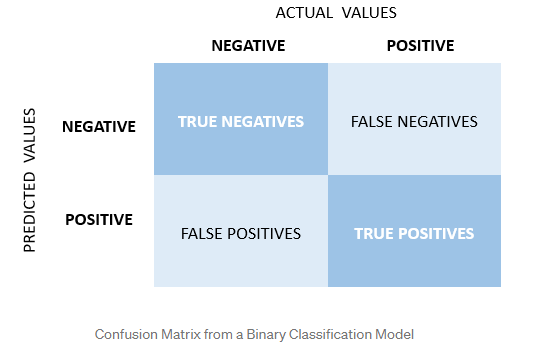 ACTUAL VALUES
NEGATIVE POSITIVE
PREDICTED VALUES
NEGATIVE TRUE NEGATIVES FALSE NEGATIVES
POSITIVE FALSE POSITIVES TRUE POSITIVES
Confusion Matrix from a Binary Classification Model